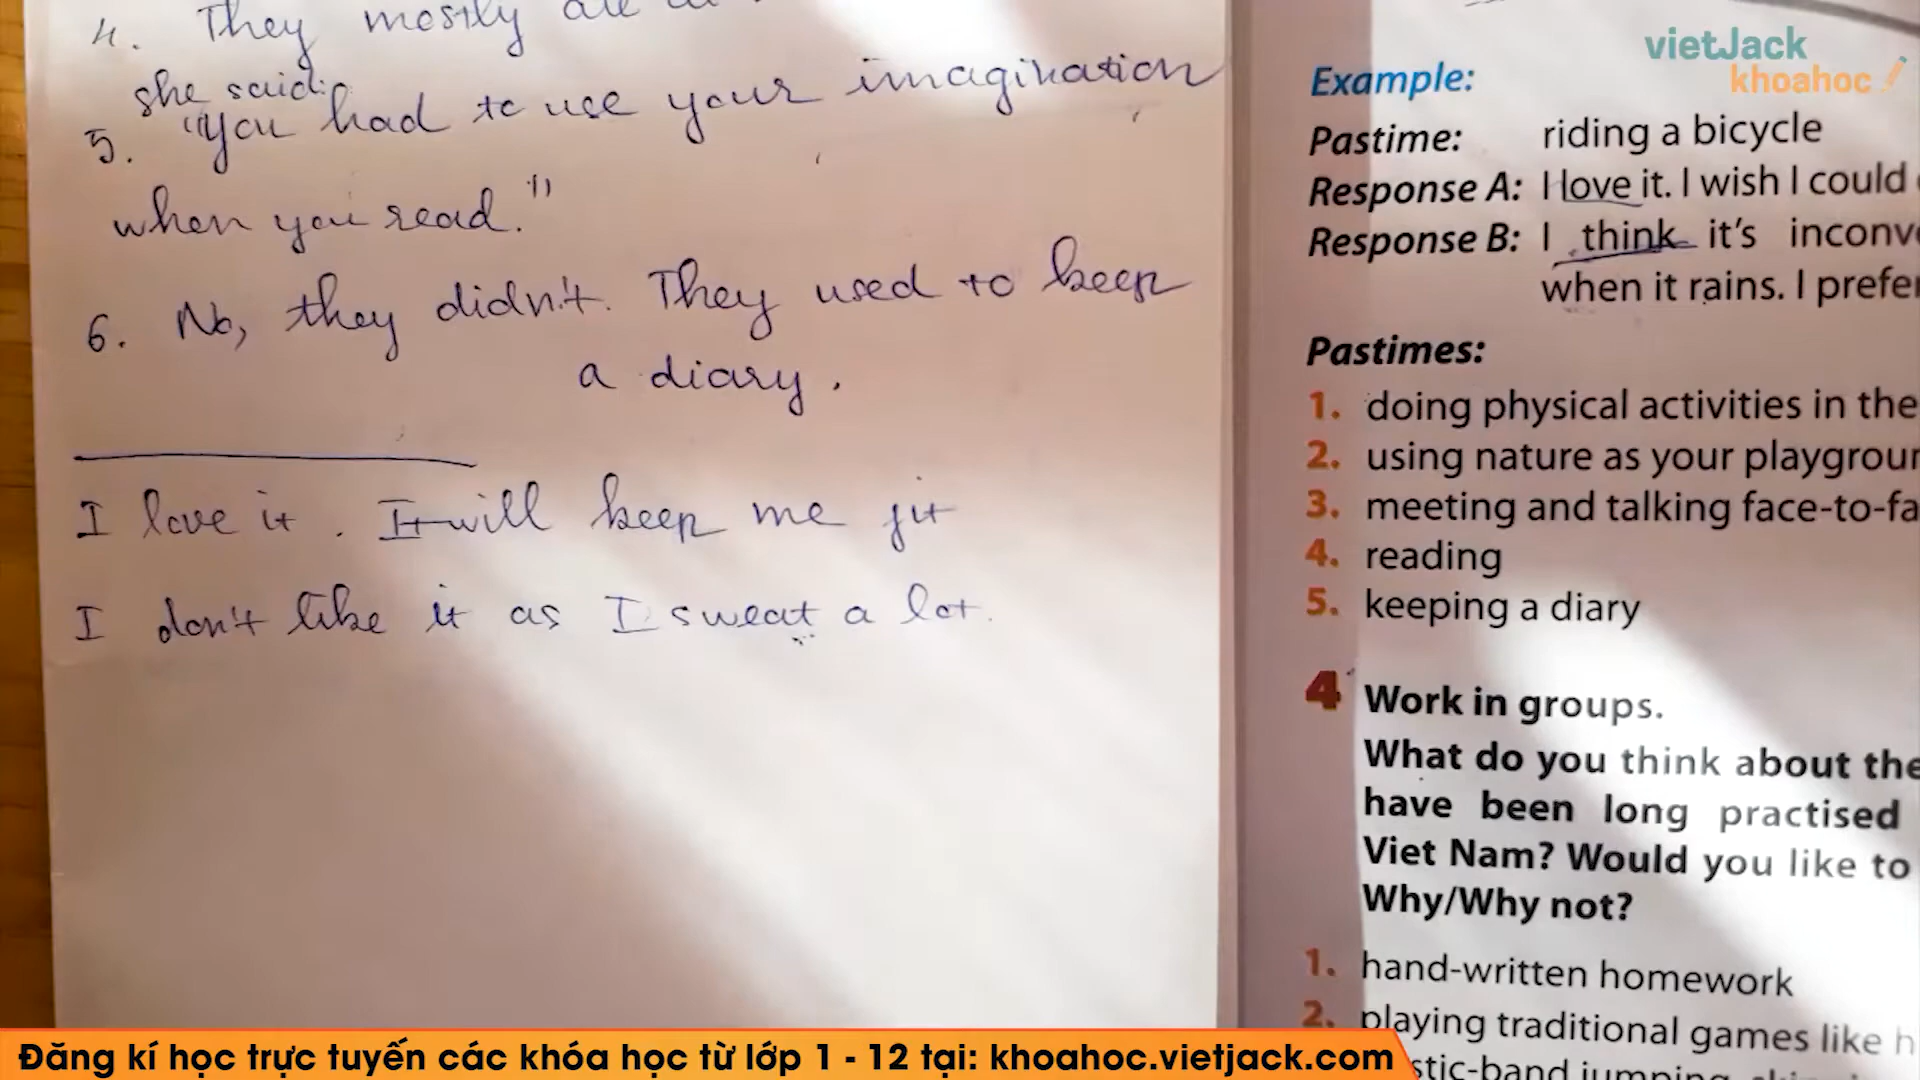 4. They mostly ate
she said:
5. "You had to use your imagination
when you read."
6. No, they didn't. They used to keep
a diary.
I love it. It will keep me fit
I don't like it as I sweat a lot.
vietJack
khoahoc
Example:
Pastime: riding a bicycle
Response A: I love it. I wish I could
Response B: I think it's inconv
when it rains. I prefer
Pastimes:
1. doing physical activities in the
2. using nature as your playgroun
3. meeting and talking face-to-fa
4. reading
5. keeping a diary
4 Work in groups.
What do you think about the
have been long practised
Viet Nam? Would you like to
Why/Why not?
1. hand-written homework
2. playing traditional games like h
stic-band jumping,
Đăng kí học trực tuyến các khóa học từ lớp 1 - 12 tại: khoahoc.vietjack.com